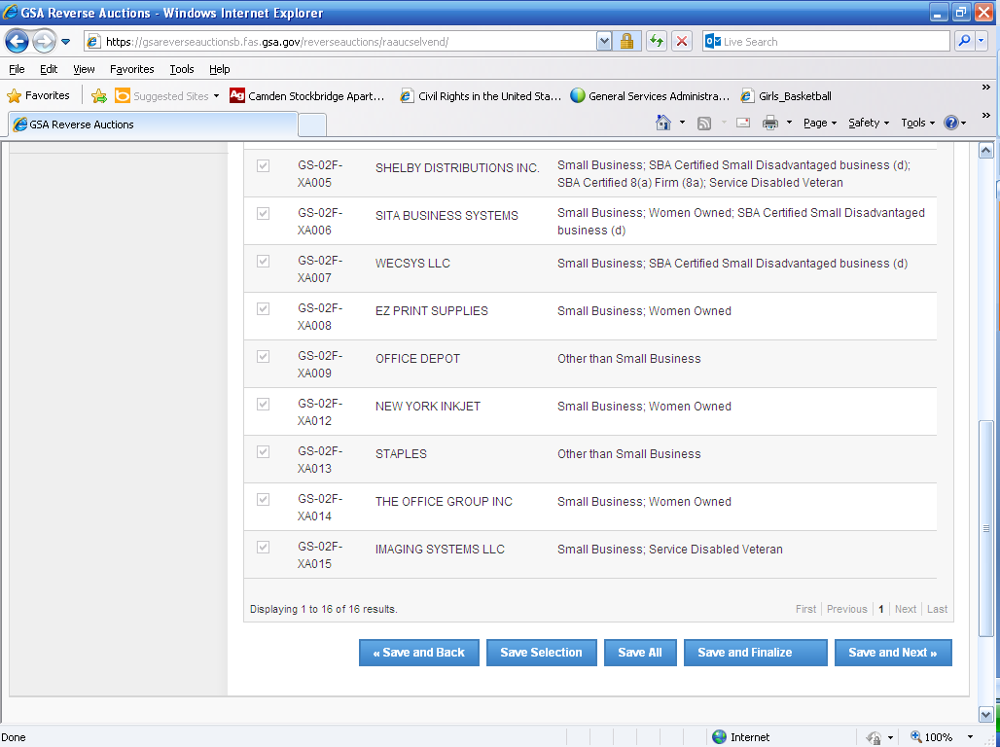 GSA Reverse Auctions - Windows Internet Explorer
https://gsareverseauctionsb.fas.gsa.gov/reverseauctions/raaucselvend/
Live Search
File Edit View Favorites Tools Help
Favorites
Suggested Sites
Camden Stockbridge Apart...
Civil Rights in the United Sta...
General Services Administra...
Girls_Basketball
GSA Reverse Auctions
Page Safety Tools
GS-02F-
XA005
SHELBY DISTRIBUTIONS INC.
Small Business; SBA Certified Small Disadvantaged business (d);
SBA Certified 8(a) Firm (8a); Service Disabled Veteran
GS-02F-
XA006
SITA BUSINESS SYSTEMS
Small Business; Women Owned; SBA Certified Small Disadvantaged
business (d)
GS-02F-
XA007
WECSYS LLC
Small Business; SBA Certified Small Disadvantaged business (d)
GS-02F-
XA008
EZ PRINT SUPPLIES
Small Business; Women Owned
GS-02F-
XA009
OFFICE DEPOT
Other than Small Business
GS-02F-
XA012
NEW YORK INKJET
Small Business; Women Owned
GS-02F-
XA013
STAPLES
Other than Small Business
GS-02F-
XA014
THE OFFICE GROUP INC
Small Business; Women Owned
GS-02F-
XA015
IMAGING SYSTEMS LLC
Small Business; Service Disabled Veteran
Displaying 1 to 16 of 16 results.
First Previous 1 Next Last
« Save and Back
Save Selection
Save All
Save and Finalize
Save and Next »
Done
Internet
100%